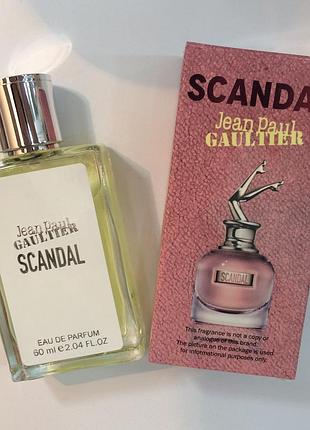 Jean Paul
GAULTIER
SCANDAL
EAU DE PARFUM
60 ml e 2.04 FL.OZ
SCANDA
Jean Paul
GAULTIER
SCANDAL
This fragrance is not a copy or
analogue of this brand.
The picture on the package is used
for informational purposes only.